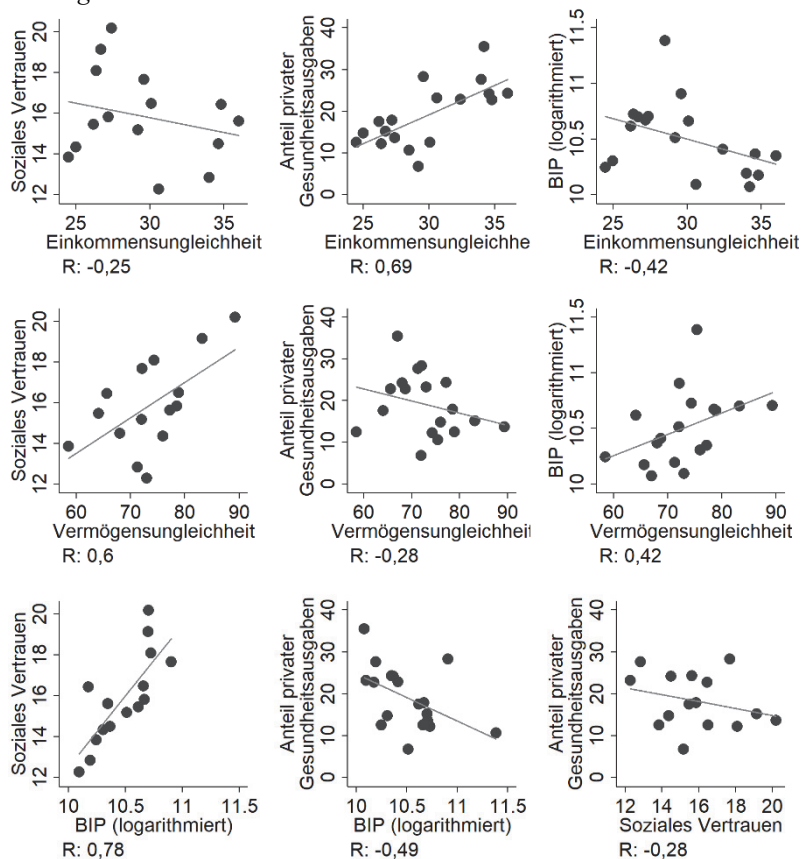 Soziales Vertrauen
20
18
16
14
12
25 30 35
Einkommensungleichheit
R: -0,25
Anteil privater
Gesundheitsausgaben
40
30
20
10
0
25 30 35
Einkommensungleichhe
R: 0,69
BIP (logarithmiert)
11.5
11
10.5
10
25 30 35
Einkommensungleichheit
R: -0,42
Soziales Vertrauen
20
18
16
14
12
60 70 80 90
Vermögensungleichheit
R: 0,6
Anteil privater
Gesundheitsausgaben
40
30
20
10
0
60 70 80 90
Vermögensungleichheit
R: -0,28
BIP (logarithmiert)
11.5
11
10.5
10
60 70 80 90
Vermögensungleichheit
R: 0,42
Soziales Vertrauen
20
18
16
14
12
10 10.5 11 11.5
BIP (logarithmiert)
R: 0,78
Anteil privater
Gesundheitsausgaben
40
30
20
10
0
10 10.5 11 11.5
BIP (logarithmiert)
R: -0,49
Anteil privater
Gesundheitsausgaben
40
30
20
10
0
12 14 16 18 20
Soziales Vertrauen
R: -0,28